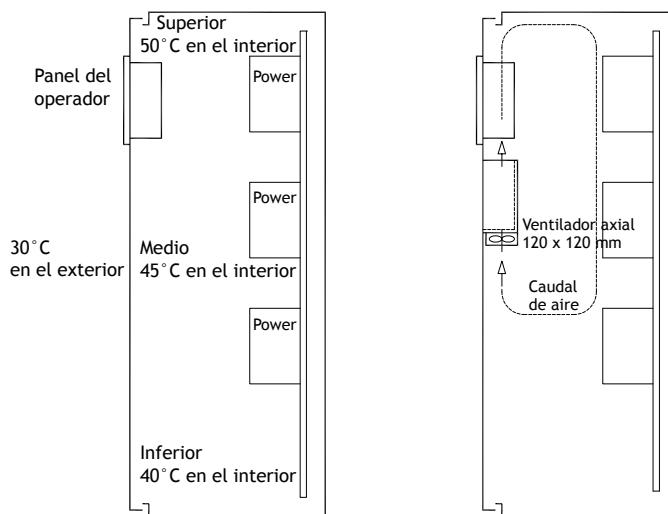 Superior
50°C en el interior
Panel del
operador
Power
Power
30°C
en el exterior
Medio
45°C en el interior
Power
Inferior
40°C en el interior
Ventilador axial
120 x 120 mm
Caudal
de aire